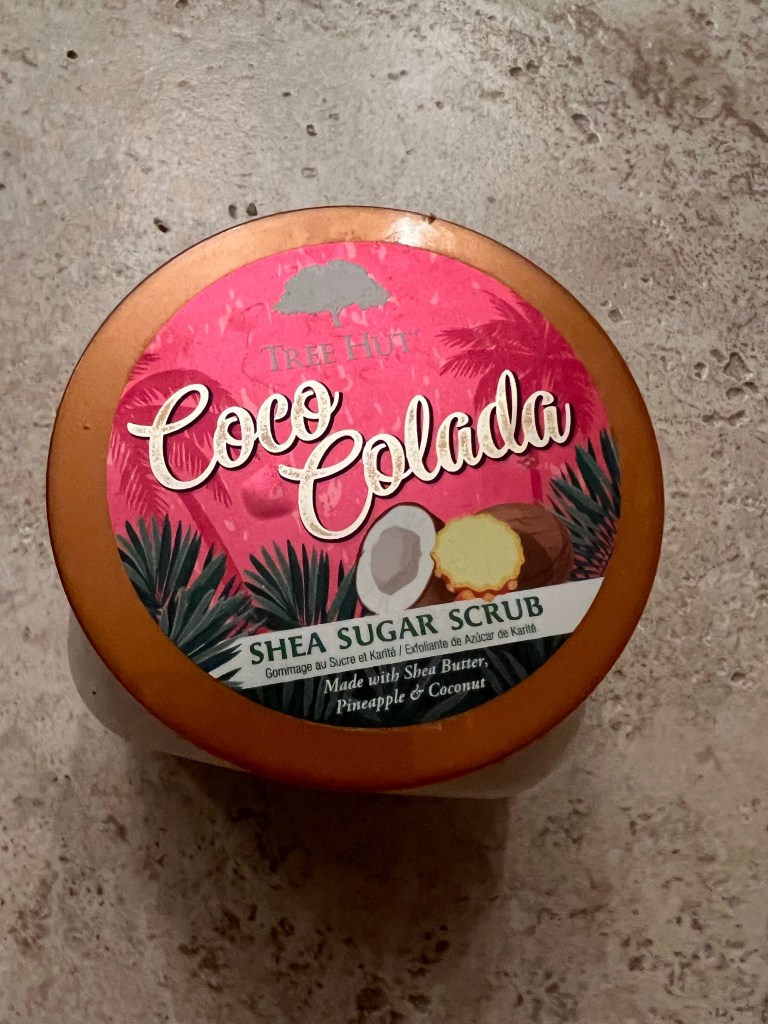 TREE HUT
Coco
Colada
SHEA SUGAR SCRUB
Gommage au Sucre et Karité / Exfoliante de Azúcar de Karité
Made with Shea Butter,
Pineapple & Coconut